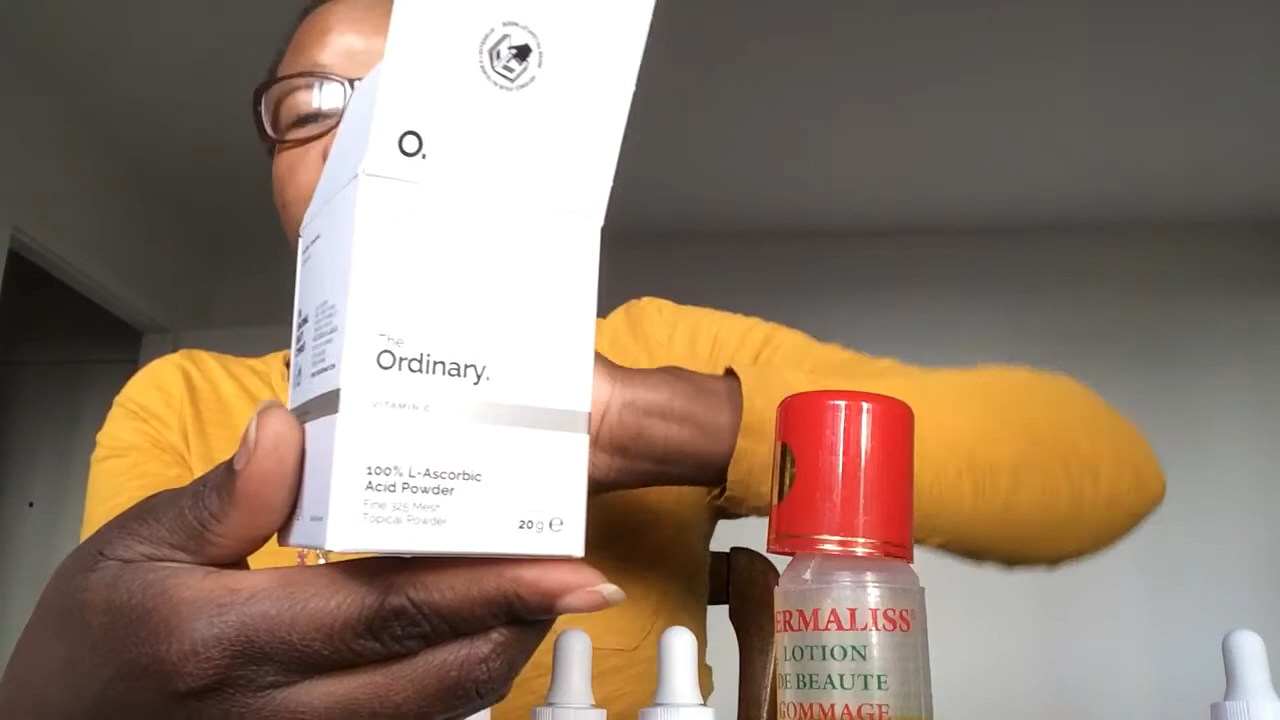 O.
The
Ordinary.
VITAMIN C
100% L-Ascorbic
Acid Powder
Fine 325 Mesh
Topical Powder
20g e
ERMALISS®
LOTION
DE BEAUTE
GOMMAGE